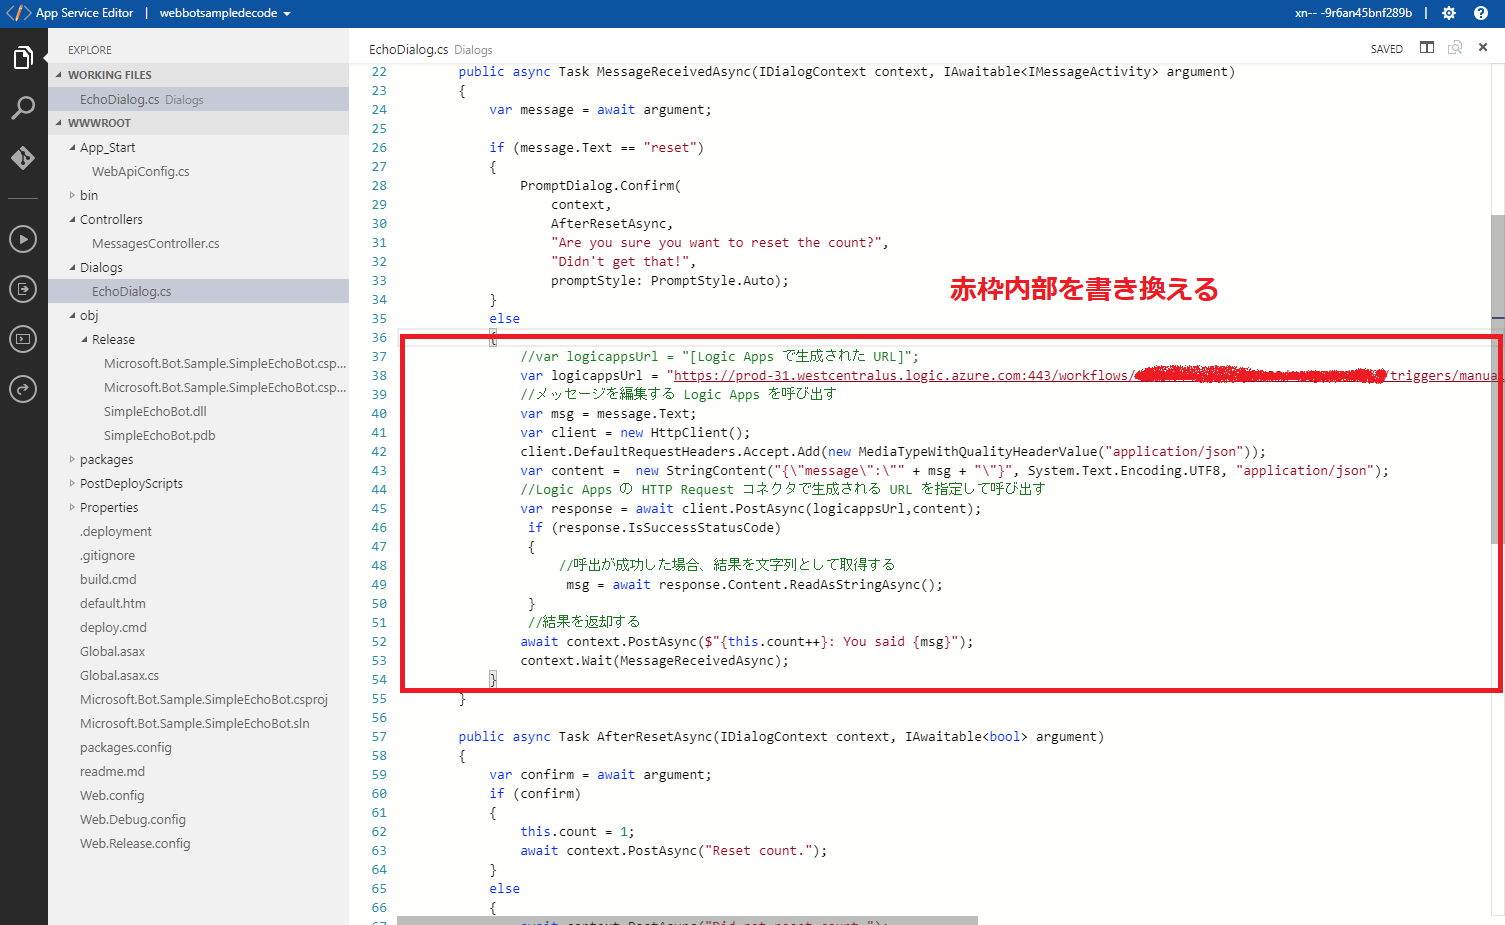 App Service Editor | webbotsampledecode
xn-- -9r6an45bnf289b |
EXPLORE
WORKING FILES
EchoDialog.cs Dialogs
WWWROOT
App_Start
WebApiConfig.cs
bin
Controllers
MessagesController.cs
Dialogs
EchoDialog.cs
obj
Release
Microsoft.Bot.Sample.SimpleEchoBot.csp...
Microsoft.Bot.Sample.SimpleEchoBot.csp...
SimpleEchoBot.dll
SimpleEchoBot.pdb
packages
PostDeployScripts
Properties
.deployment
.gitignore
build.cmd
default.htm
deploy.cmd
Global.asax
Global.asax.cs
Microsoft.Bot.Sample.SimpleEchoBot.csproj
Microsoft.Bot.Sample.SimpleEchoBot.sln
packages.config
readme.md
Web.config
Web.Debug.config
Web.Release.config
EchoDialog.cs Dialogs
SAVED
22 public async Task MessageReceivedAsync(IDialogContext context, IAwaitable<IMessageActivity> argument)
23 {
24 var message = await argument;
25
26 if (message.Text == "reset")
27 {
28 PromptDialog.Confirm(
29 context,
30 AfterResetAsync,
31 "Are you sure you want to reset the count?",
32 "Didn't get that!",
33 promptStyle: PromptStyle.Auto);
34 }
35 else
赤枠内部を書き換える
36 {
37 //var logicappsUrl = "[Logic Apps で生成された URL]";
38 var logicappsUrl = "https://prod-31.westcentralus.logic.azure.com:443/workflows/ /triggers/manual
39 //メッセージを編集する Logic Apps を呼び出す
40 var msg = message.Text;
41 var client = new HttpClient();
42 client.DefaultRequestHeaders.Accept.Add(new MediaTypeWithQualityHeaderValue("application/json"));
43 var content =  new StringContent("{\"message\":\"" + msg + "\"}", System.Text.Encoding.UTF8, "application/json");
44 //Logic Apps の HTTP Request コネクタで生成される URL を指定して呼び出す
45 var response = await client.PostAsync(logicappsUrl,content);
46 if (response.IsSuccessStatusCode)
47 {
48 //呼出が成功した場合、結果を文字列として取得する
49 msg = await response.Content.ReadAsStringAsync();
50 }
51 //結果を返却する
52 await context.PostAsync($"{this.count++}: You said {msg}");
53 context.Wait(MessageReceivedAsync);
54 }
55 }
56
57 public async Task AfterResetAsync(IDialogContext context, IAwaitable<bool> argument)
58 {
59 var confirm = await argument;
60 if (confirm)
61 {
62 this.count = 1;
63 await context.PostAsync("Reset count.");
64 }
65 else
66 {
67 await context.PostAsync("Did not reset count.");